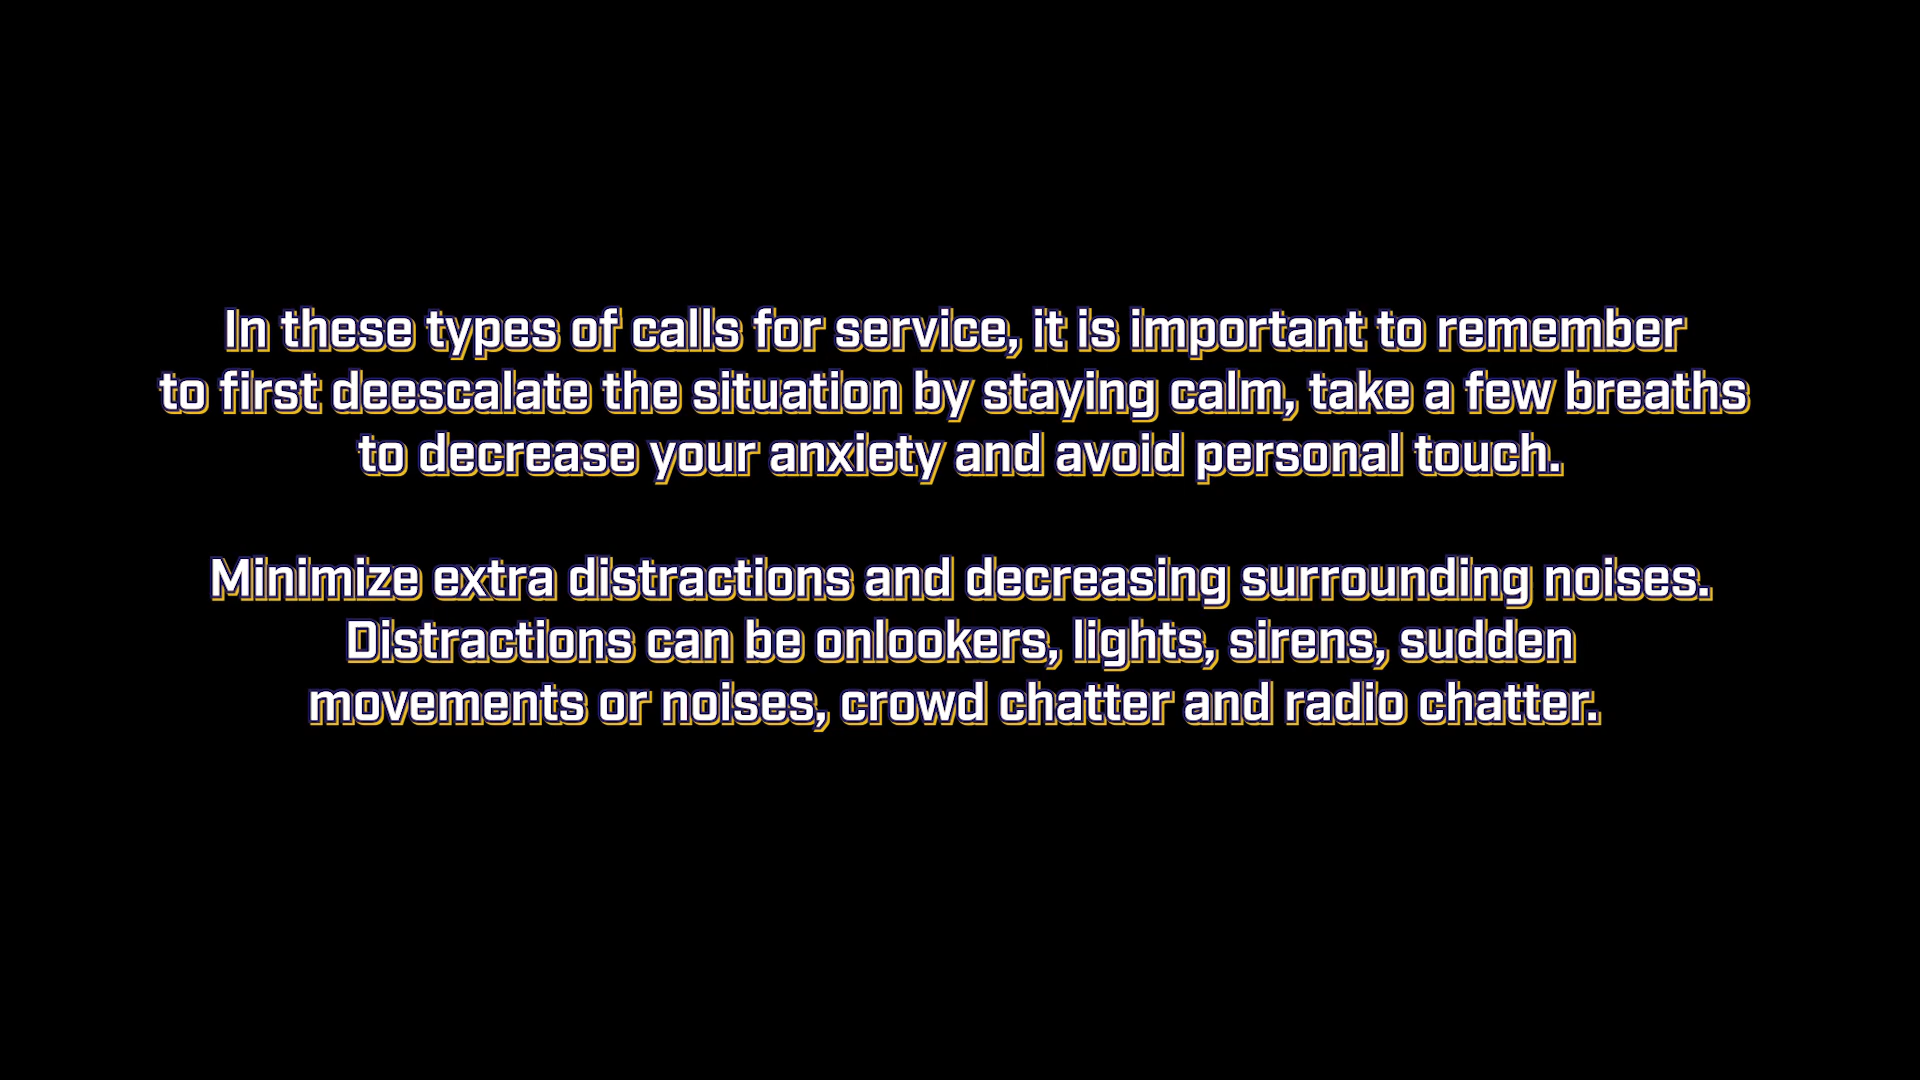 In these types of calls for service, it is important to remember
to first deescalate the situation by staying calm, take a few breaths
to decrease your anxiety and avoid personal touch.
Minimize extra distractions and decreasing surrounding noises.
Distractions can be onlookers, lights, sirens, sudden
movements or noises, crowd chatter and radio chatter.